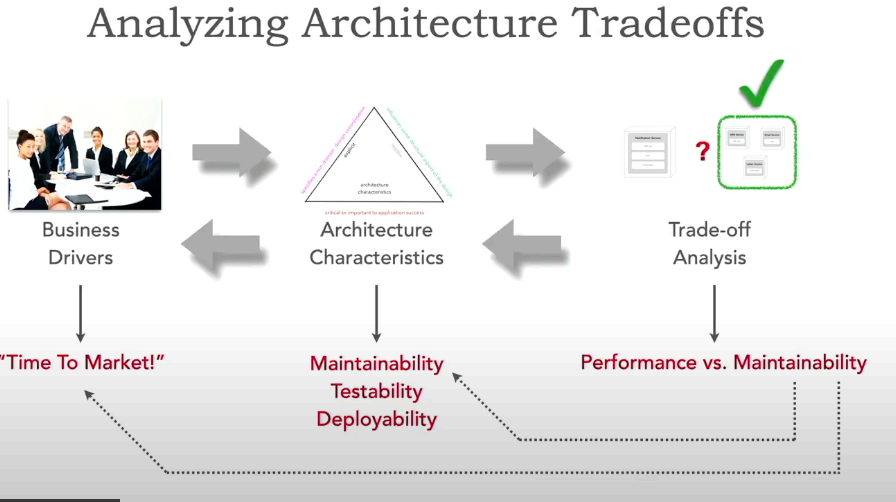 Analyzing Architecture Tradeoffs
explicit
architecture
characteristics
critical or important to application success
?
Business
Drivers
Architecture
Characteristics
Trade-off
Analysis
"Time To Market!"
Maintainability
Testability
Deployability
Performance vs. Maintainability